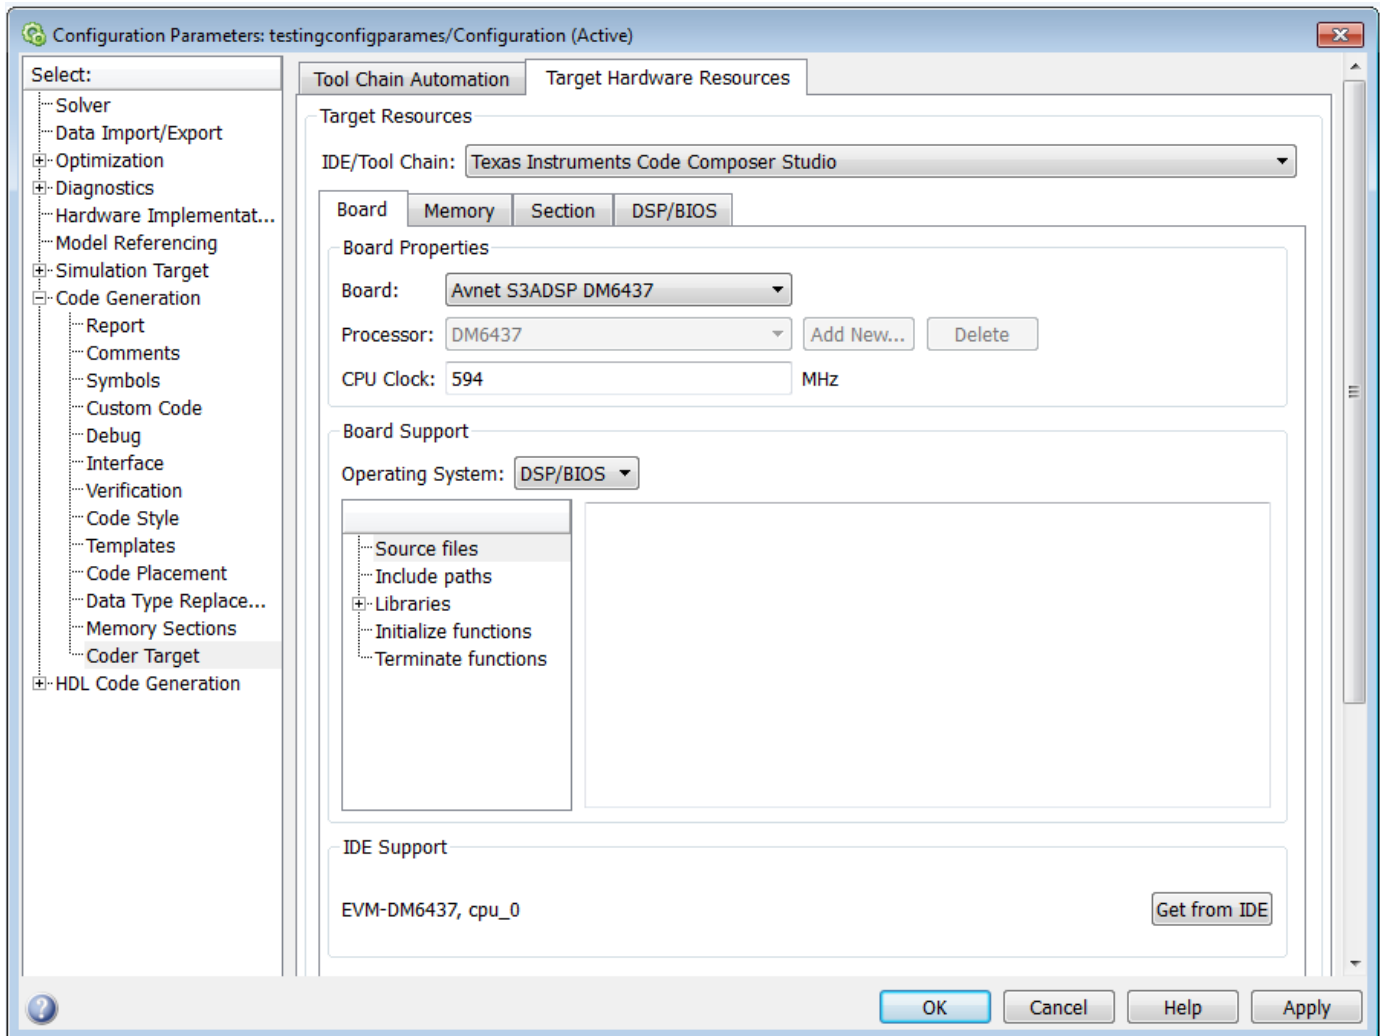 Configuration Parameters: testingconfigparames/Configuration (Active)
Select:
Solver
Data Import/Export
Optimization
Diagnostics
Hardware Implementat...
Model Referencing
Simulation Target
Code Generation
Report
Comments
Symbols
Custom Code
Debug
Interface
Verification
Code Style
Templates
Code Placement
Data Type Replace...
Memory Sections
Coder Target
HDL Code Generation
Tool Chain Automation
Target Hardware Resources
Target Resources
IDE/Tool Chain: Texas Instruments Code Composer Studio
Board Memory Section DSP/BIOS
Board Properties
Board: Avnet S3ADSP DM6437
Processor: DM6437 Add New... Delete
CPU Clock: 594 MHz
Board Support
Operating System: DSP/BIOS
Source files
Include paths
Libraries
Initialize functions
Terminate functions
IDE Support
EVM-DM6437, cpu_0 Get from IDE
? OK Cancel Help Apply